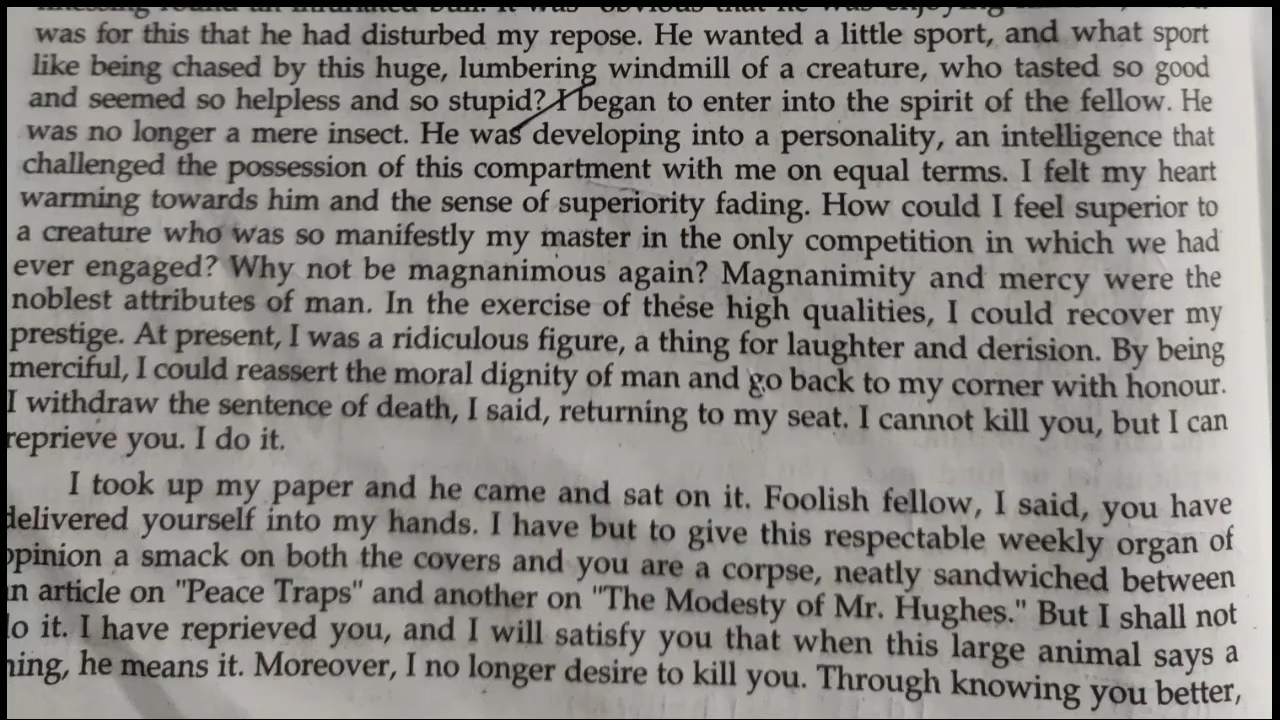 was for this that he had disturbed my repose. He wanted a little sport, and what sport
like being chased by this huge, lumbering windmill of a creature, who tasted so good
and seemed so helpless and so stupid? I began to enter into the spirit of the fellow. He
was no longer a mere insect. He was developing into a personality, an intelligence that
challenged the possession of this compartment with me on equal terms. I felt my heart
warming towards him and the sense of superiority fading. How could I feel superior to
a creature who was so manifestly my master in the only competition in which we had
ever engaged? Why not be magnanimous again? Magnanimity and mercy were the
noblest attributes of man. In the exercise of these high qualities, I could recover my
prestige. At present, I was a ridiculous figure, a thing for laughter and derision. By being
merciful, I could reassert the moral dignity of man and go back to my corner with honour.
I withdraw the sentence of death, I said, returning to my seat. I cannot kill you, but I can
reprieve you. I do it.
I took up my paper and he came and sat on it. Foolish fellow, I said, you have
delivered yourself into my hands. I have but to give this respectable weekly organ of
opinion a smack on both the covers and you are a corpse, neatly sandwiched between
n article on "Peace Traps" and another on "The Modesty of Mr. Hughes." But I shall not
o it. I have reprieved you, and I will satisfy you that when this large animal says a
hing, he means it. Moreover, I no longer desire to kill you. Through knowing you better,